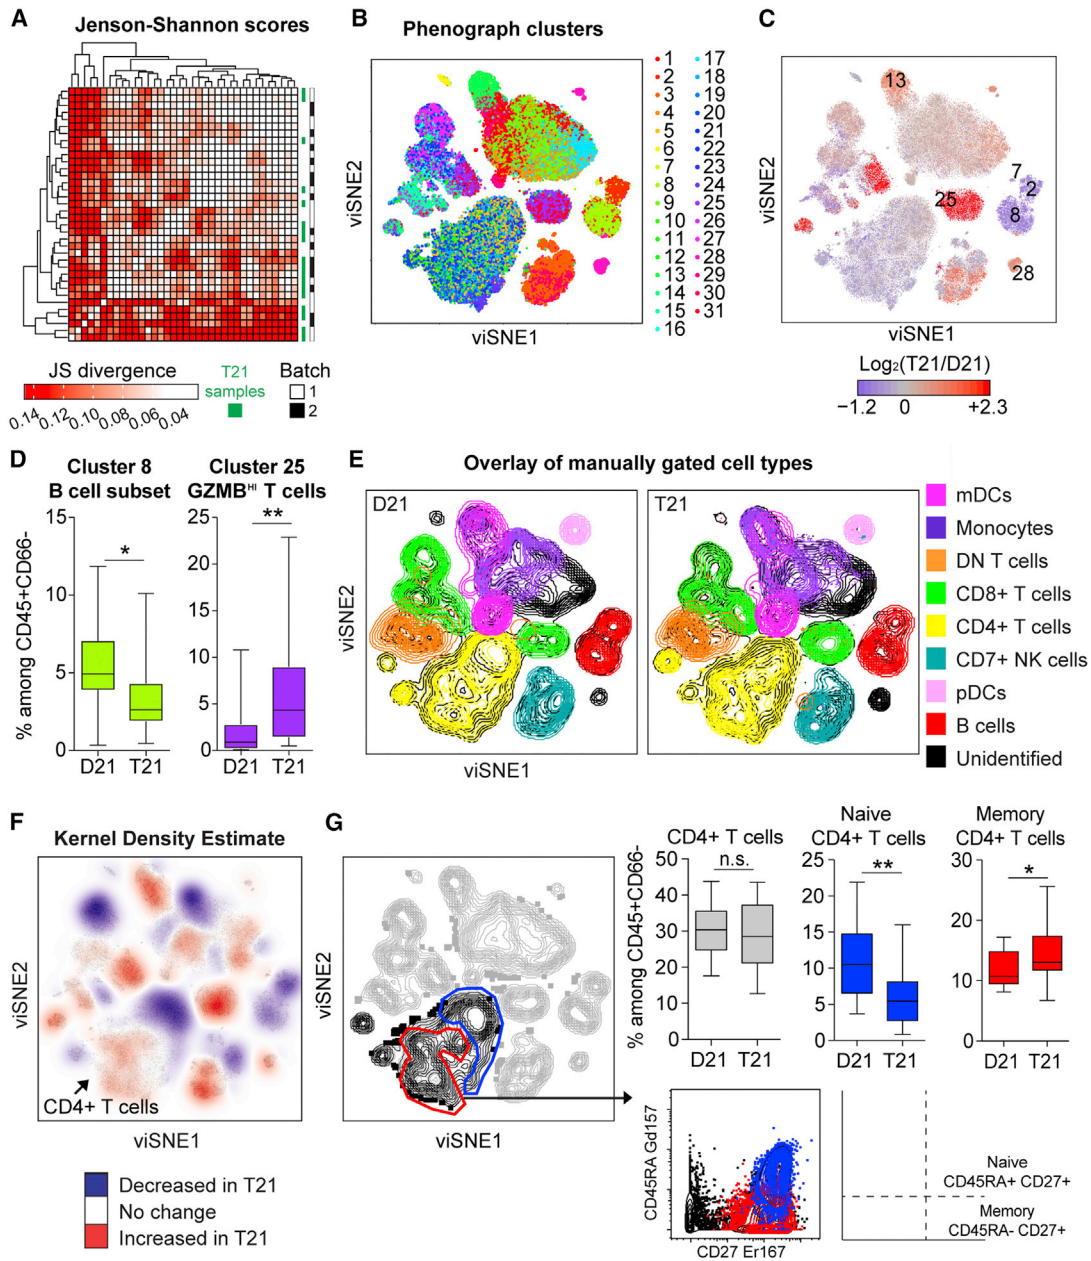 A
Jenson-Shannon scores
JS divergence
0.14 0.12 0.10 0.08 0.06 0.04
T21
samples
Batch
1
2
B
Phenograph clusters
viSNE2
viSNE1
1
2
3
4
5
6
7
8
9
10
11
12
13
14
15
16
17
18
19
20
21
22
23
24
25
26
27
28
29
30
31
C
viSNE2
13
7
2
25
8
28
viSNE1
Log₂(T21/D21)
−1.2 0 +2.3
D
Cluster 8
B cell subset
Cluster 25
GZMBᴴᴵ T cells
% among CD45+CD66-
15
10
5
0
*
D21 T21
25
20
15
10
5
0
**
D21 T21
E
Overlay of manually gated cell types
D21
T21
viSNE2
viSNE1
mDCs
Monocytes
DN T cells
CD8+ T cells
CD4+ T cells
CD7+ NK cells
pDCs
B cells
Unidentified
F
Kernel Density Estimate
viSNE2
CD4+ T cells
viSNE1
Decreased in T21
No change
Increased in T21
G
viSNE2
viSNE1
% among CD45+CD66-
CD4+ T cells
n.s.
50
40
30
20
10
0
D21 T21
Naive
CD4+ T cells
**
25
20
15
10
5
0
D21 T21
Memory
CD4+ T cells
*
30
20
10
0
D21 T21
CD45RA Gd157
CD27 Er167
Naive
CD45RA+ CD27+
Memory
CD45RA- CD27+